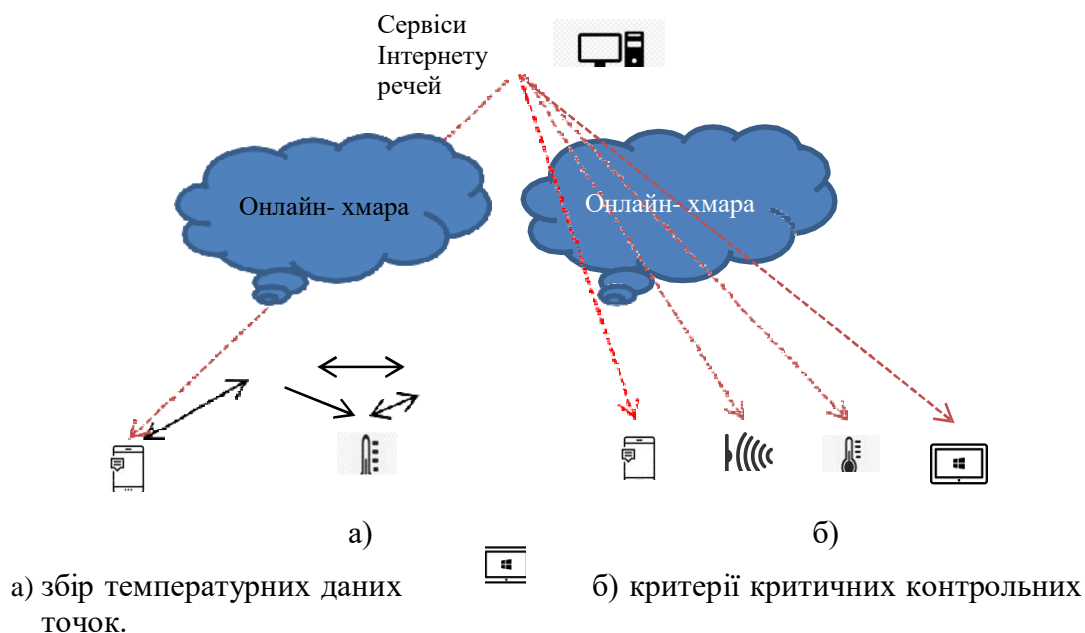 Сервіси
Інтернету
речей
Онлайн- хмара
Онлайн- хмара
а)
б)
а) збір температурних даних
б) критерії критичних контрольних
точок.